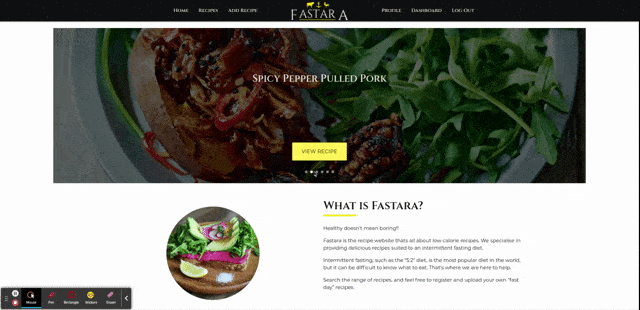 Home Recipes Add Recipe FASTARA Profile Dashboard Log Out
Spicy Pepper Pulled Pork
VIEW RECIPE
What is Fastara?
Healthy doesn't mean boring!!
Fastara is the recipe website thats all about low calorie recipes. We specialise in
providing delicious recipes suited to an intermittent fasting diet.
Intermittent fasting, such as the "5:2" diet, is the most popular diet in the world,
but it can be difficult to know what to eat. That's where we are here to help.
Search the range of recipes, and feel free to register and upload your own "fast
day" recipes.
Mouse Pen Rectangle Stickers Eraser